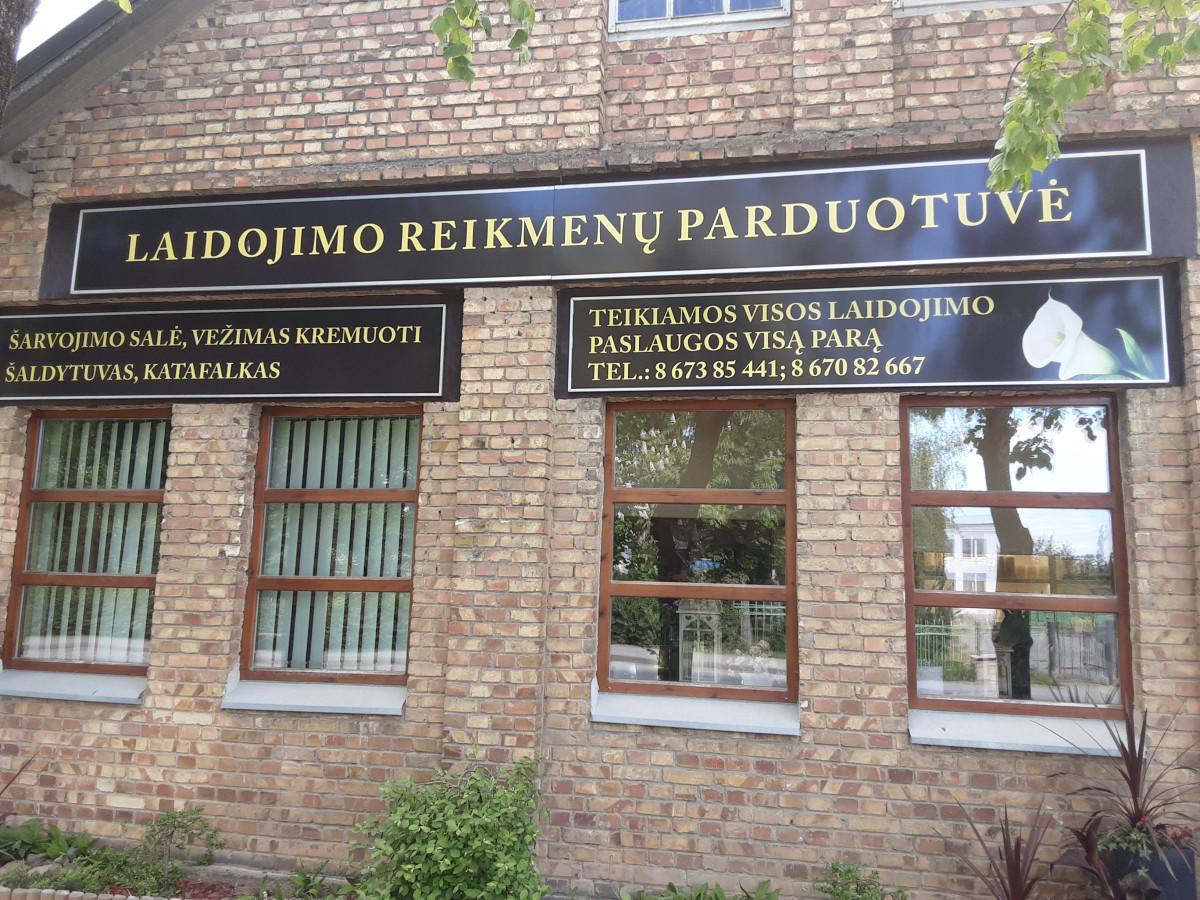 LAIDOJIMO REIKMENŲ PARDUOTUVĖ
ŠARVOJIMO SALĖ, VEŽIMAS KREMUOTI
ŠALDYTUVAS, KATAFALKAS
TEIKIAMOS VISOS LAIDOJIMO
PASLAUGOS VISĄ PARĄ
TEL.: 8 673 85 441; 8 670 82 667